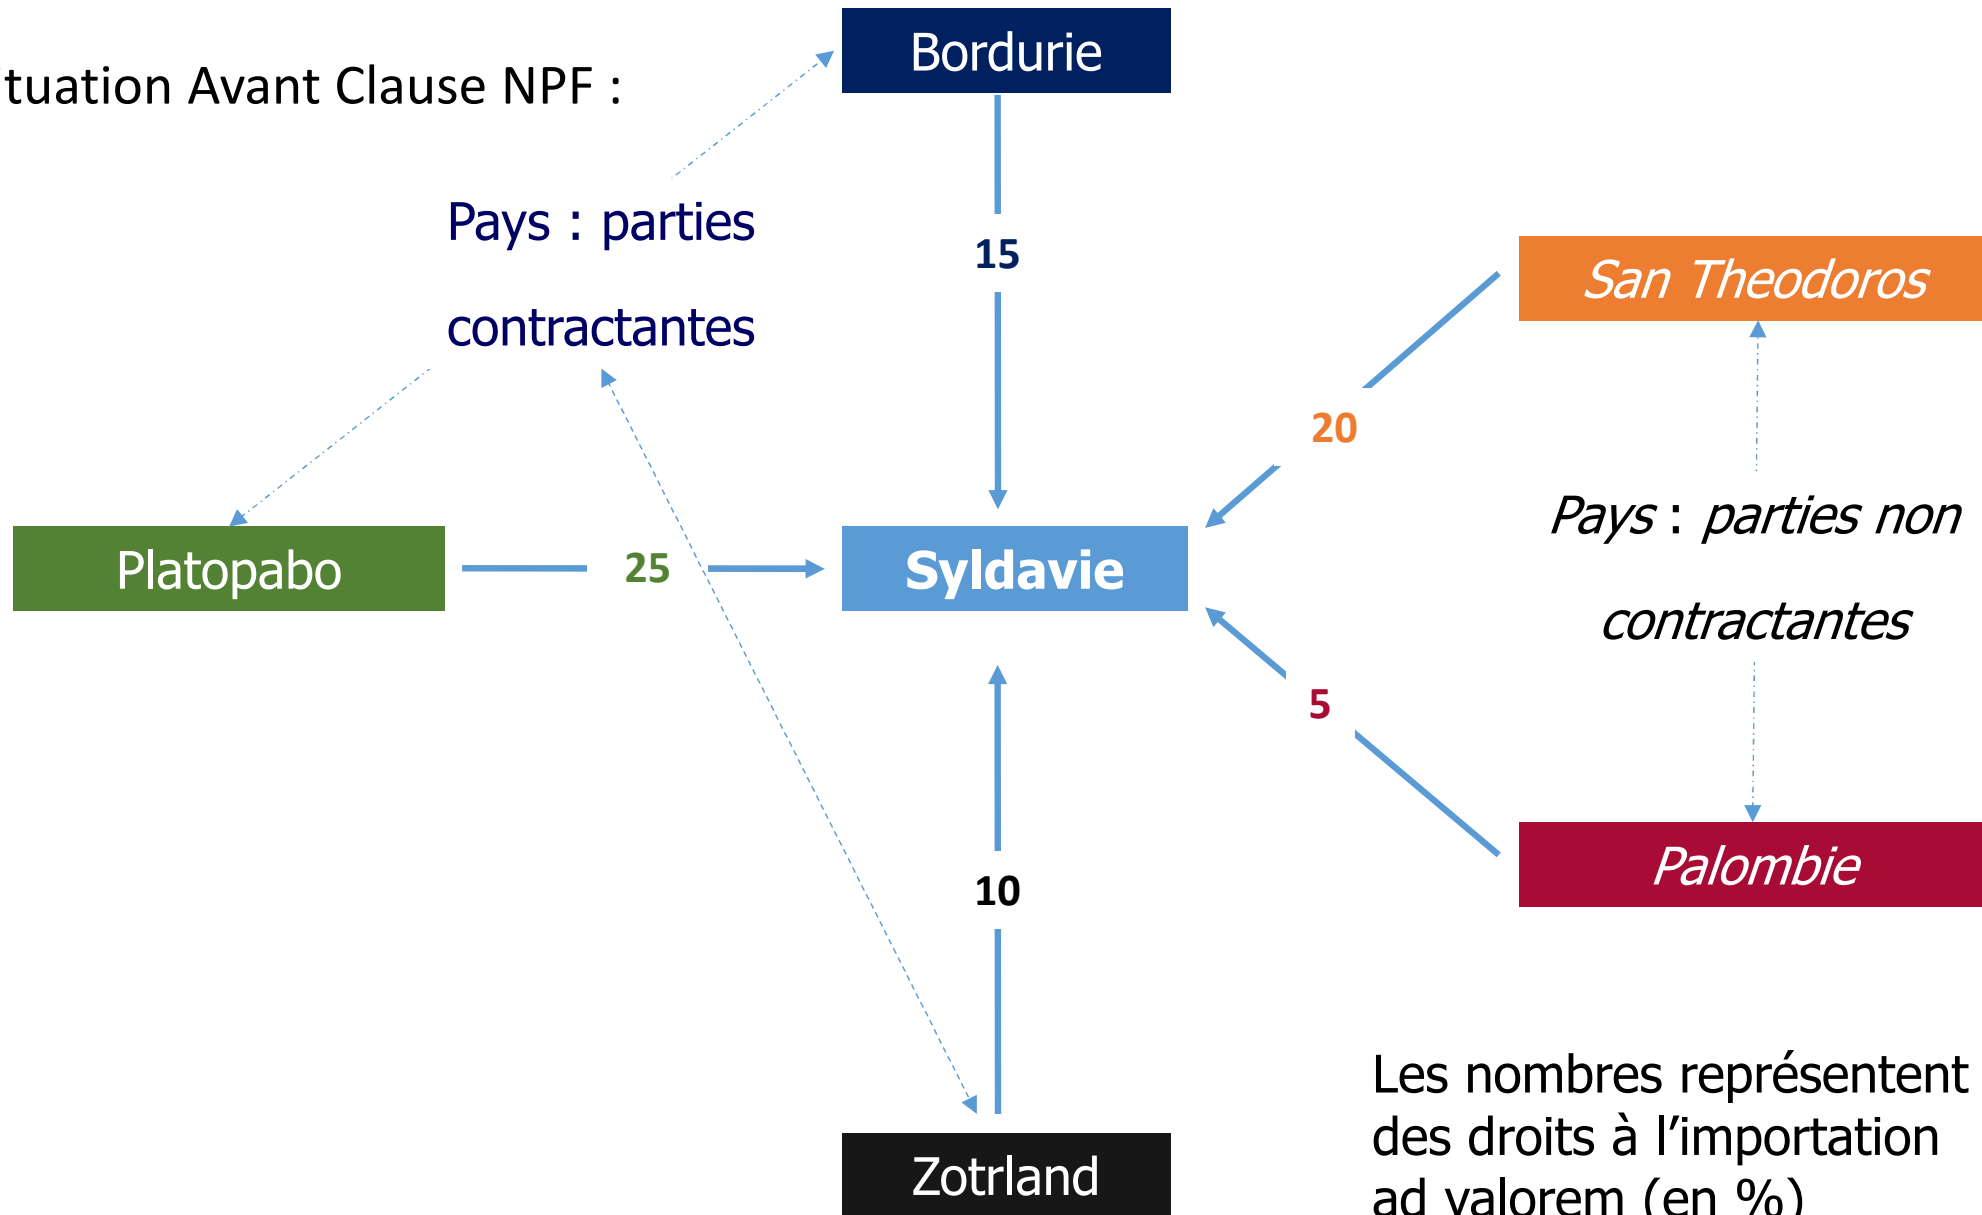 tuation Avant Clause NPF :
Bordurie
Pays : parties
contractantes
15
San Theodoros
20
Pays : parties non
contractantes
Platopabo
25
Syldavie
5
Palombie
10
Zotrland
Les nombres représentent
des droits à l’importation
ad valorem (en %)